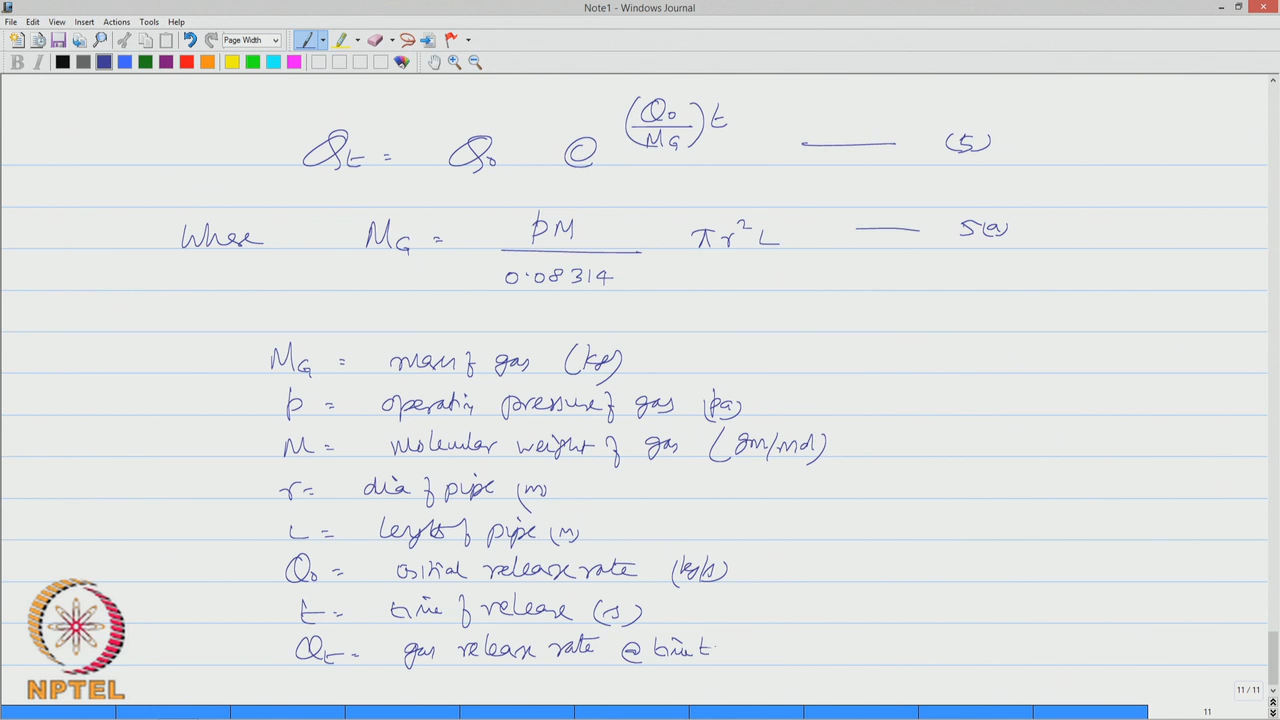 Note1 - Windows Journal
File Edit View Insert Actions Tools Help
Page Width
B I
Qt = Q0 e (Q0/MG)t (5)
Where MG = pM/0.08314 πr²L 5(a)
MG = mass of gas (kg)
p = operating pressure of gas (pa)
M = molecular weight of gas (gm/mol)
r = dia of pipe (m)
L = length of pipe (m)
Q0 = initial release rate (kg/s)
t = time of release (s)
Qt = gas release rate @ time t
NPTEL
11 / 11
11